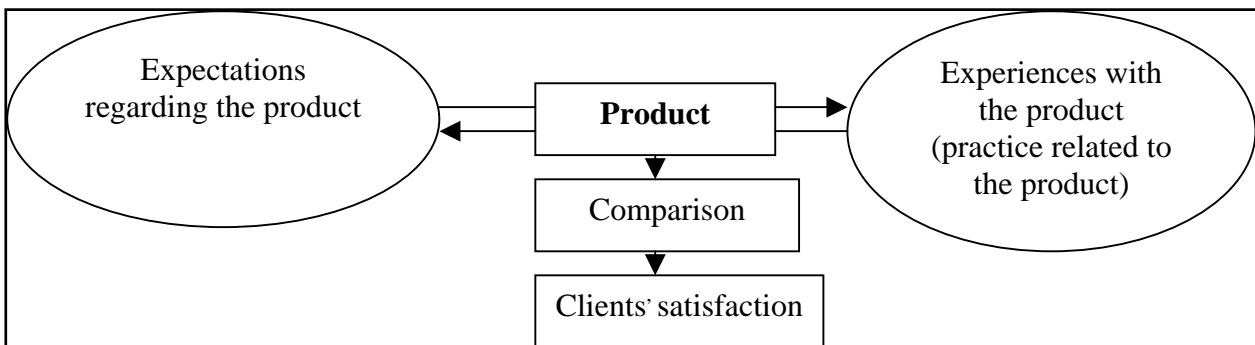 Expectations
regarding the product
Product
Experiences with
the product
(practice related to
the product)
Comparison
Clients’ satisfaction